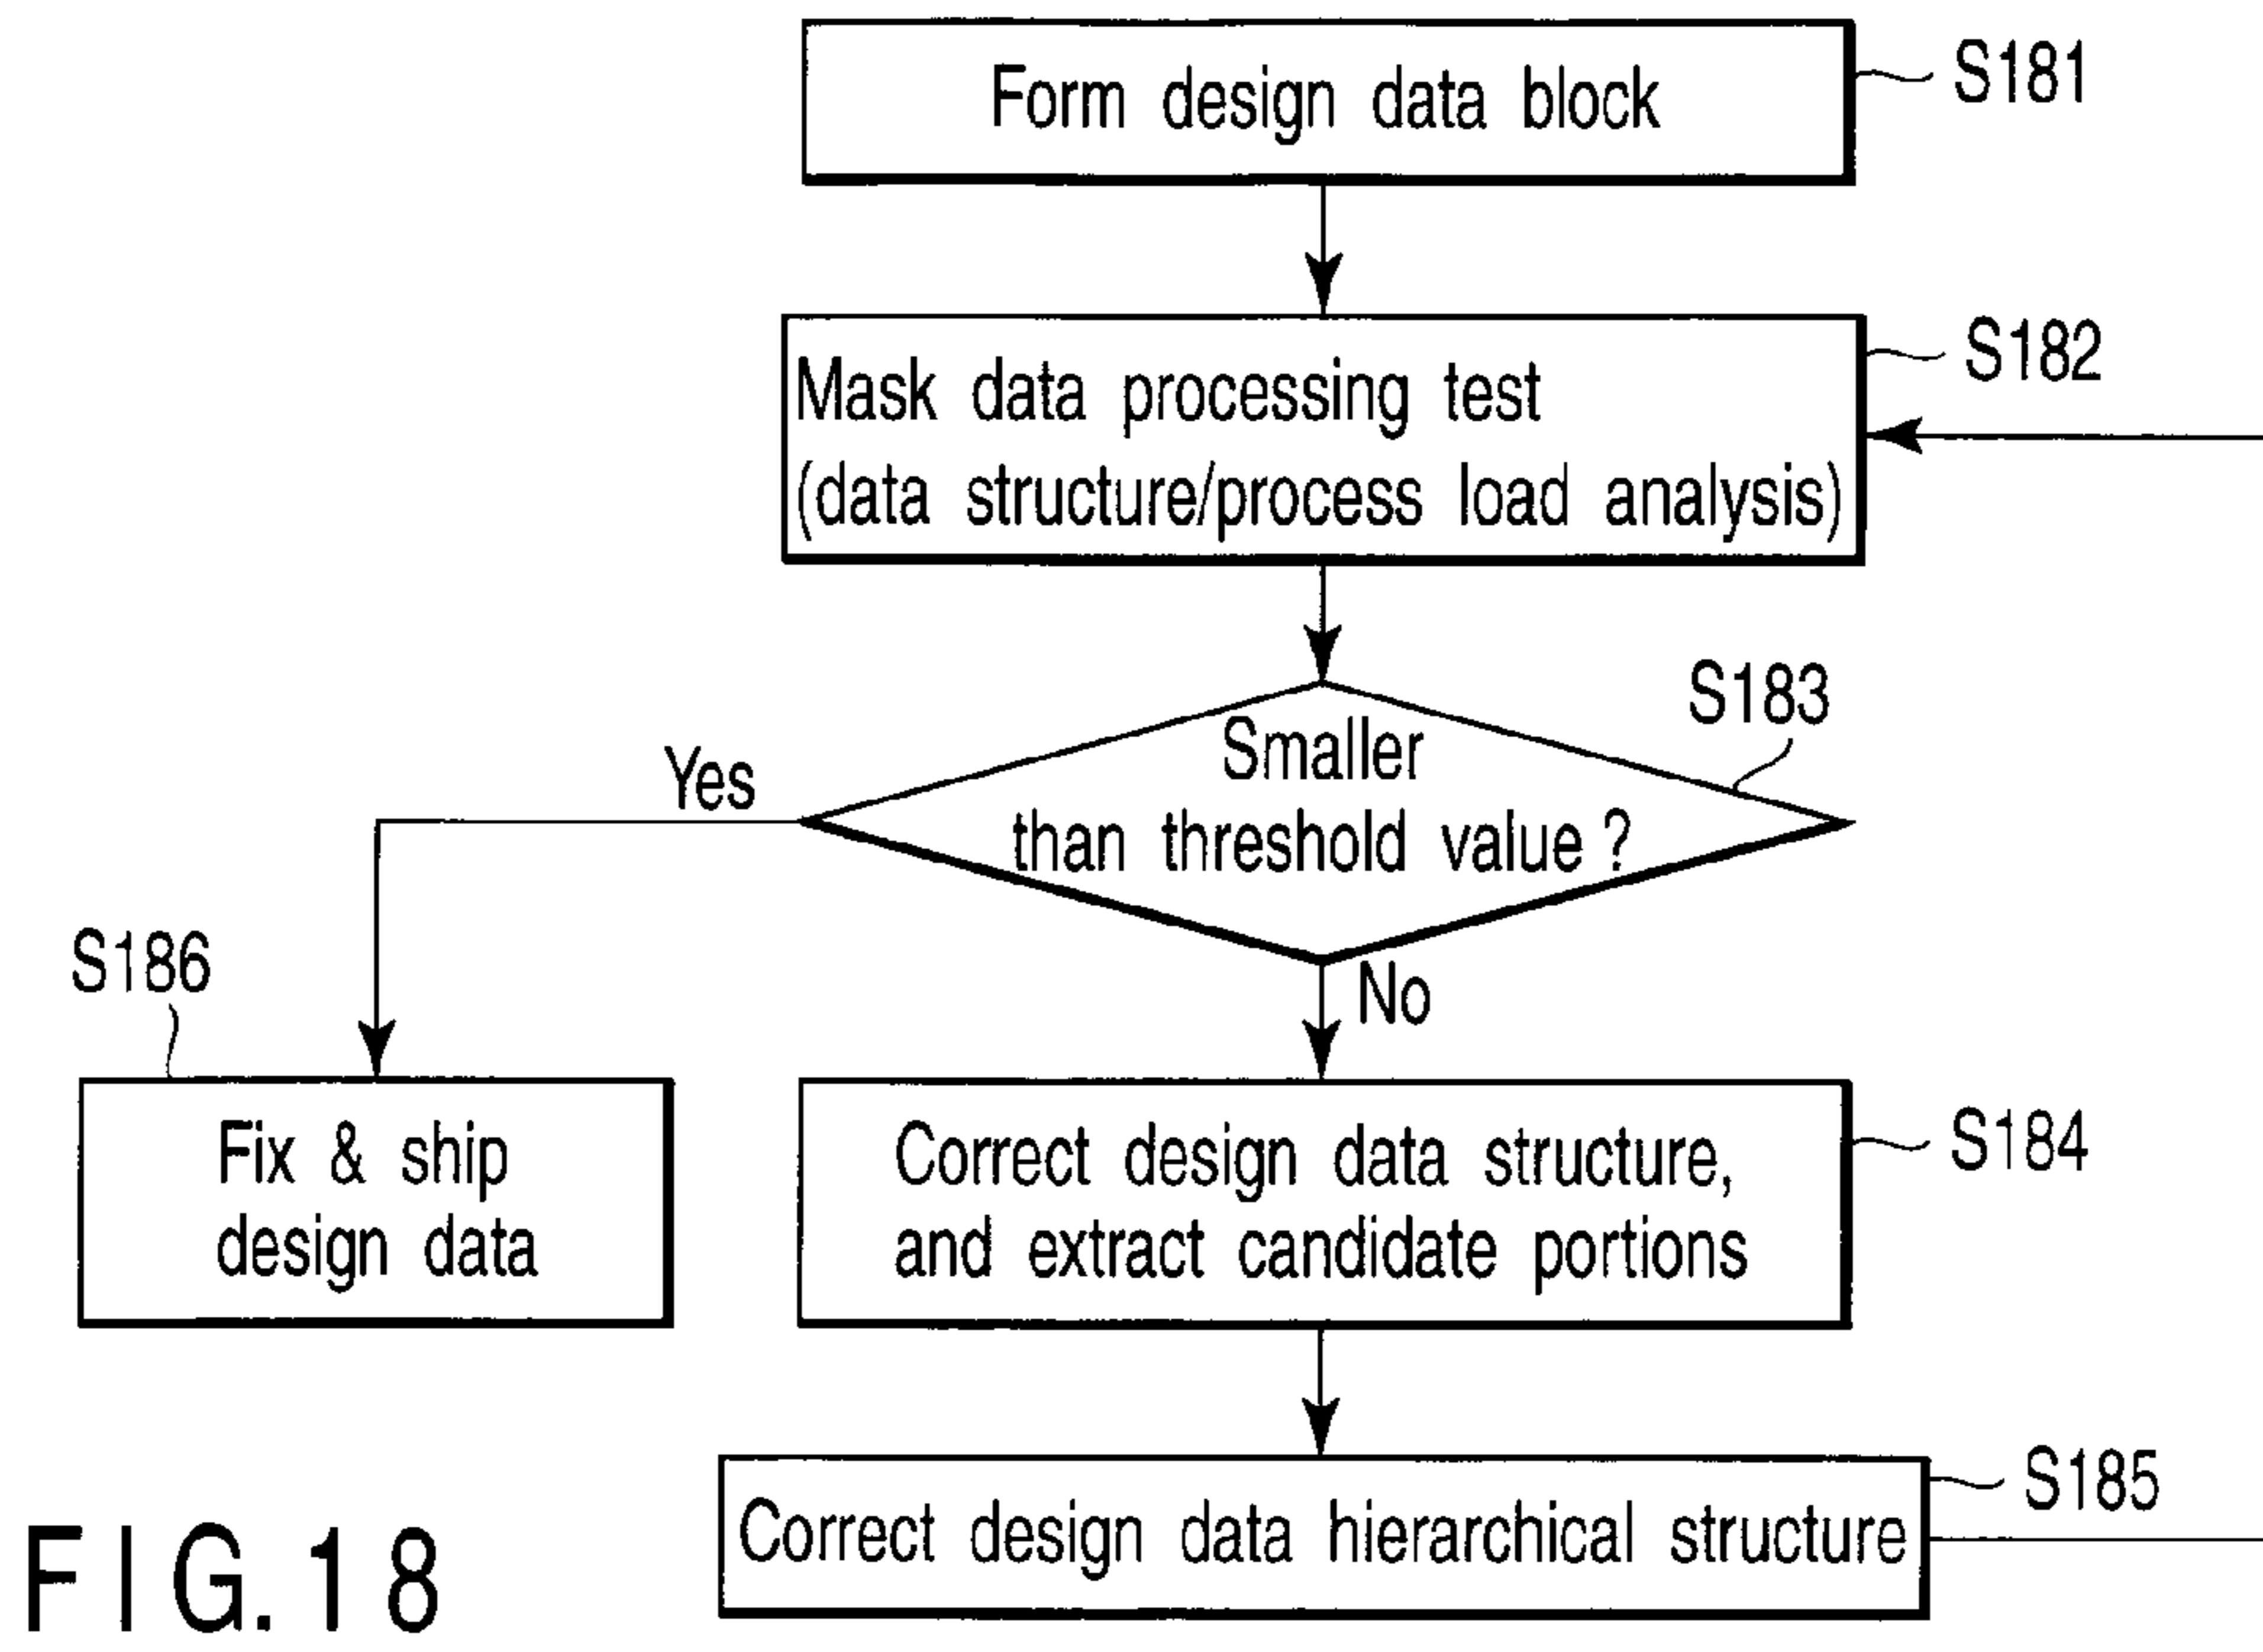 Form design data block
S181
Mask data processing test
(data structure/process load analysis)
S182
Smaller
than threshold value ?
S183
Yes
No
S186
Fix & ship
design data
Correct design data structure,
and extract candidate portions
S184
Correct design data hierarchical structure
S185
FIG. 18